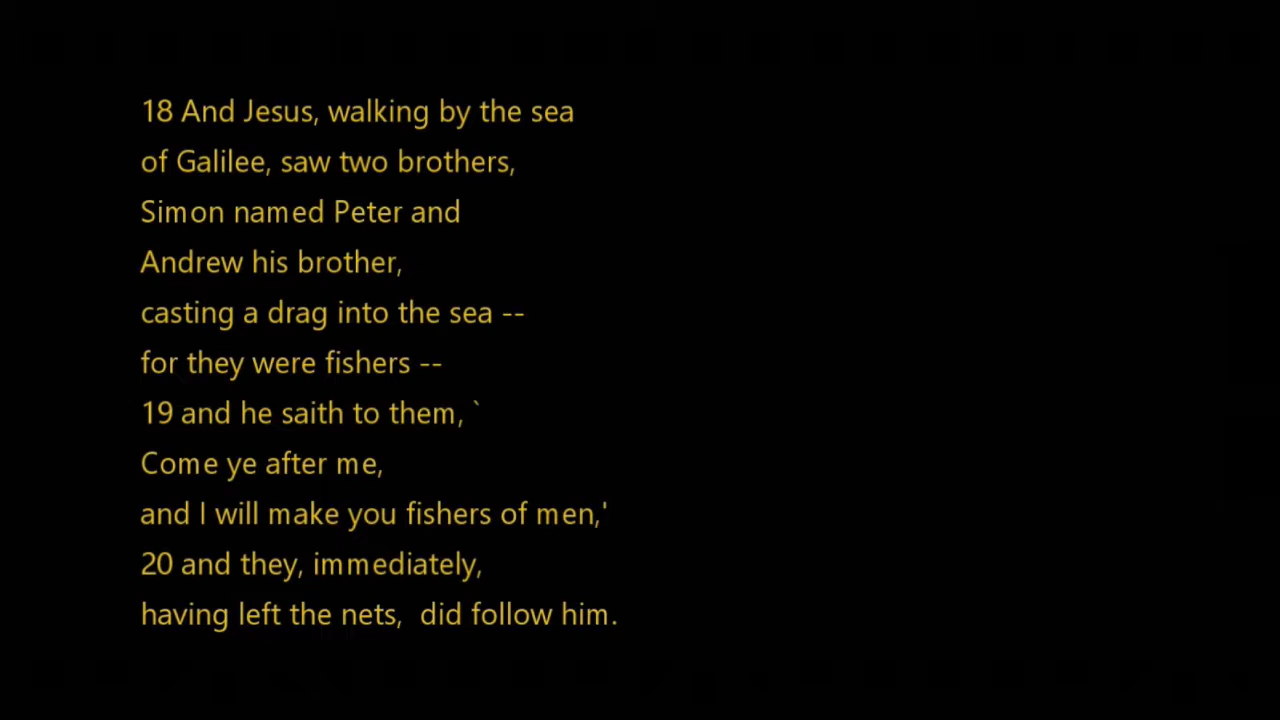 18 And Jesus, walking by the sea
of Galilee, saw two brothers,
Simon named Peter and
Andrew his brother,
casting a drag into the sea --
for they were fishers --
19 and he saith to them, `
Come ye after me,
and I will make you fishers of men,'
20 and they, immediately,
having left the nets,  did follow him.